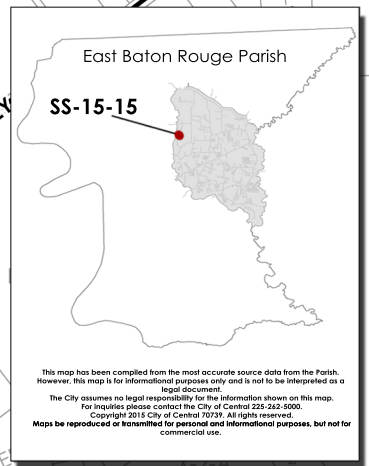 East Baton Rouge Parish
SS-15-15
This map has been compiled from the most accurate source data from the Parish.
However, this map is for informational purposes only and is not to be interpreted as a
legal document.
The City assumes no legal responsibility for the information shown on this map.
For inquiries please contact the City of Central 225-262-5000.
Copyright 2015 City of Central 70739. All rights reserved.
Maps be reproduced or transmitted for personal and informational purposes, but not for
commercial use.